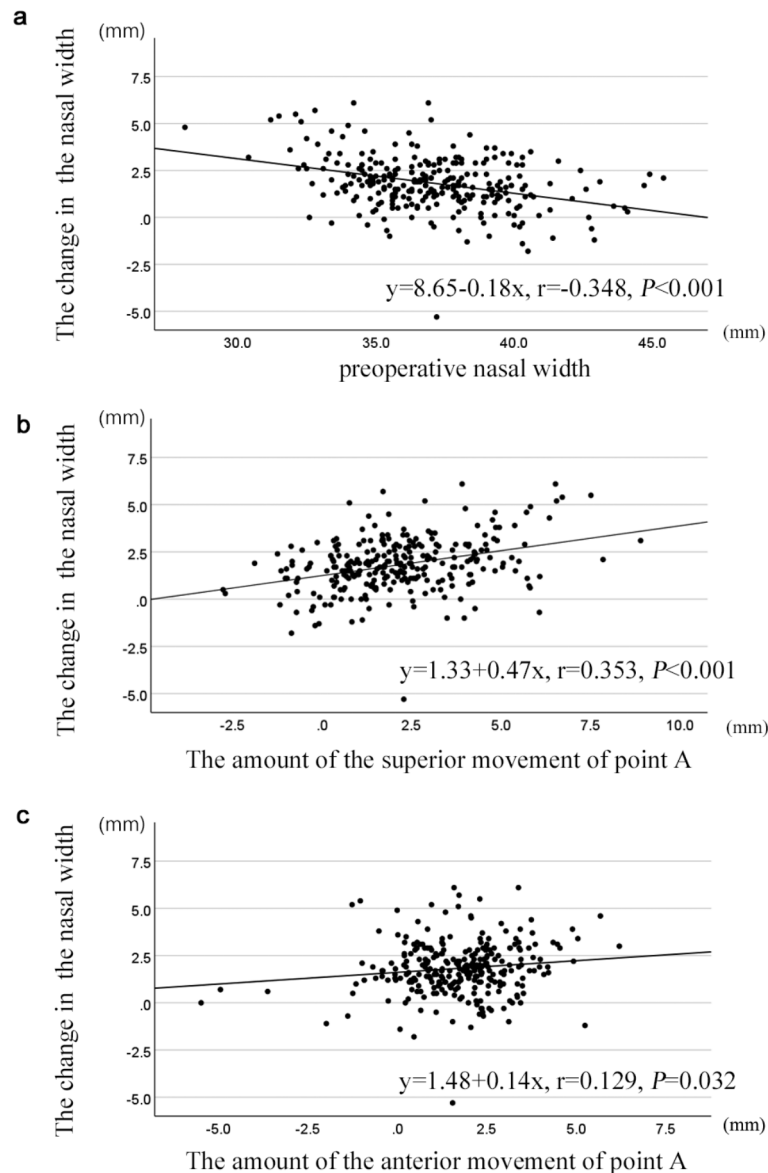 a
(mm)
The change in the nasal width
7.5
5.0
2.5
.0
-2.5
-5.0
y=8.65-0.18x, r=-0.348, P<0.001
30.0 35.0 40.0 45.0 (mm)
preoperative nasal width
b
(mm)
The change in the nasal width
7.5
5.0
2.5
.0
-2.5
-5.0
y=1.33+0.47x, r=0.353, P<0.001
-2.5 .0 2.5 5.0 7.5 10.0 (mm)
The amount of the superior movement of point A
c
(mm)
The change in the nasal width
7.5
5.0
2.5
.0
-2.5
-5.0
y=1.48+0.14x, r=0.129, P=0.032
-5.0 .0 2.5 5.0 7.5 (mm)
The amount of the anterior movement of point A